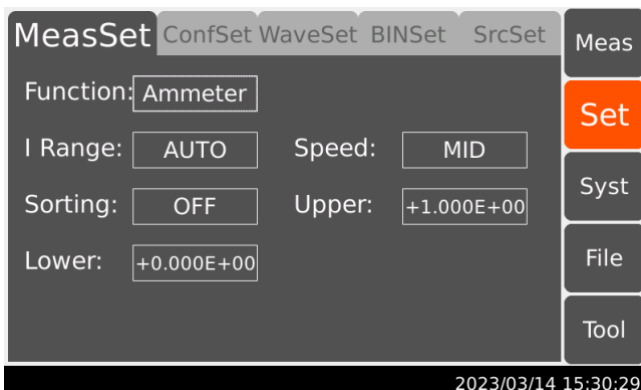 MeasSet ConfSet WaveSet BINSet SrcSet
Function: Ammeter
I Range: AUTO Speed: MID
Sorting: OFF Upper: +1.000E+00
Lower: +0.000E+00
Meas
Set
Syst
File
Tool
2023/03/14 15:30:29